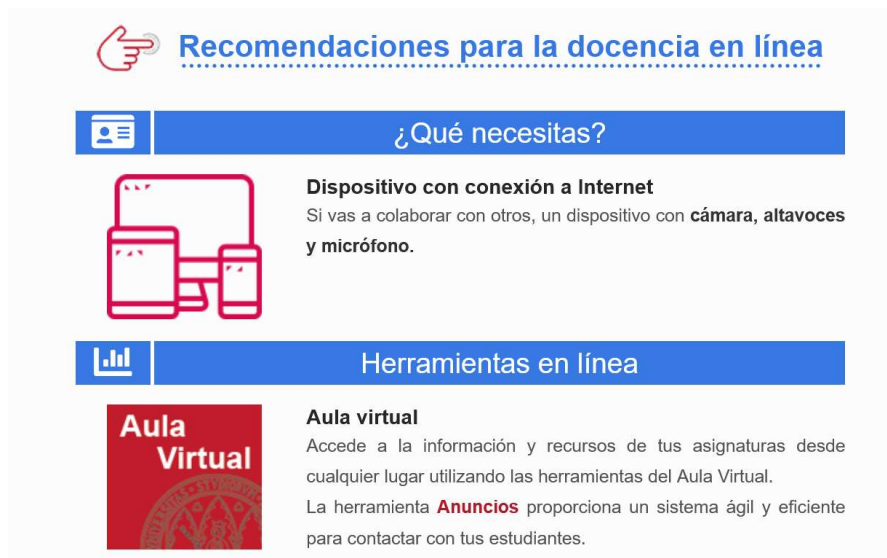 Recomendaciones para la docencia en línea
¿Qué necesitas?
Dispositivo con conexión a Internet
Si vas a colaborar con otros, un dispositivo con cámara, altavoces
y micrófono.
Herramientas en línea
Aula
Virtual
Aula virtual
Accede a la información y recursos de tus asignaturas desde
cualquier lugar utilizando las herramientas del Aula Virtual.
La herramienta Anuncios proporciona un sistema ágil y eficiente
para contactar con tus estudiantes.